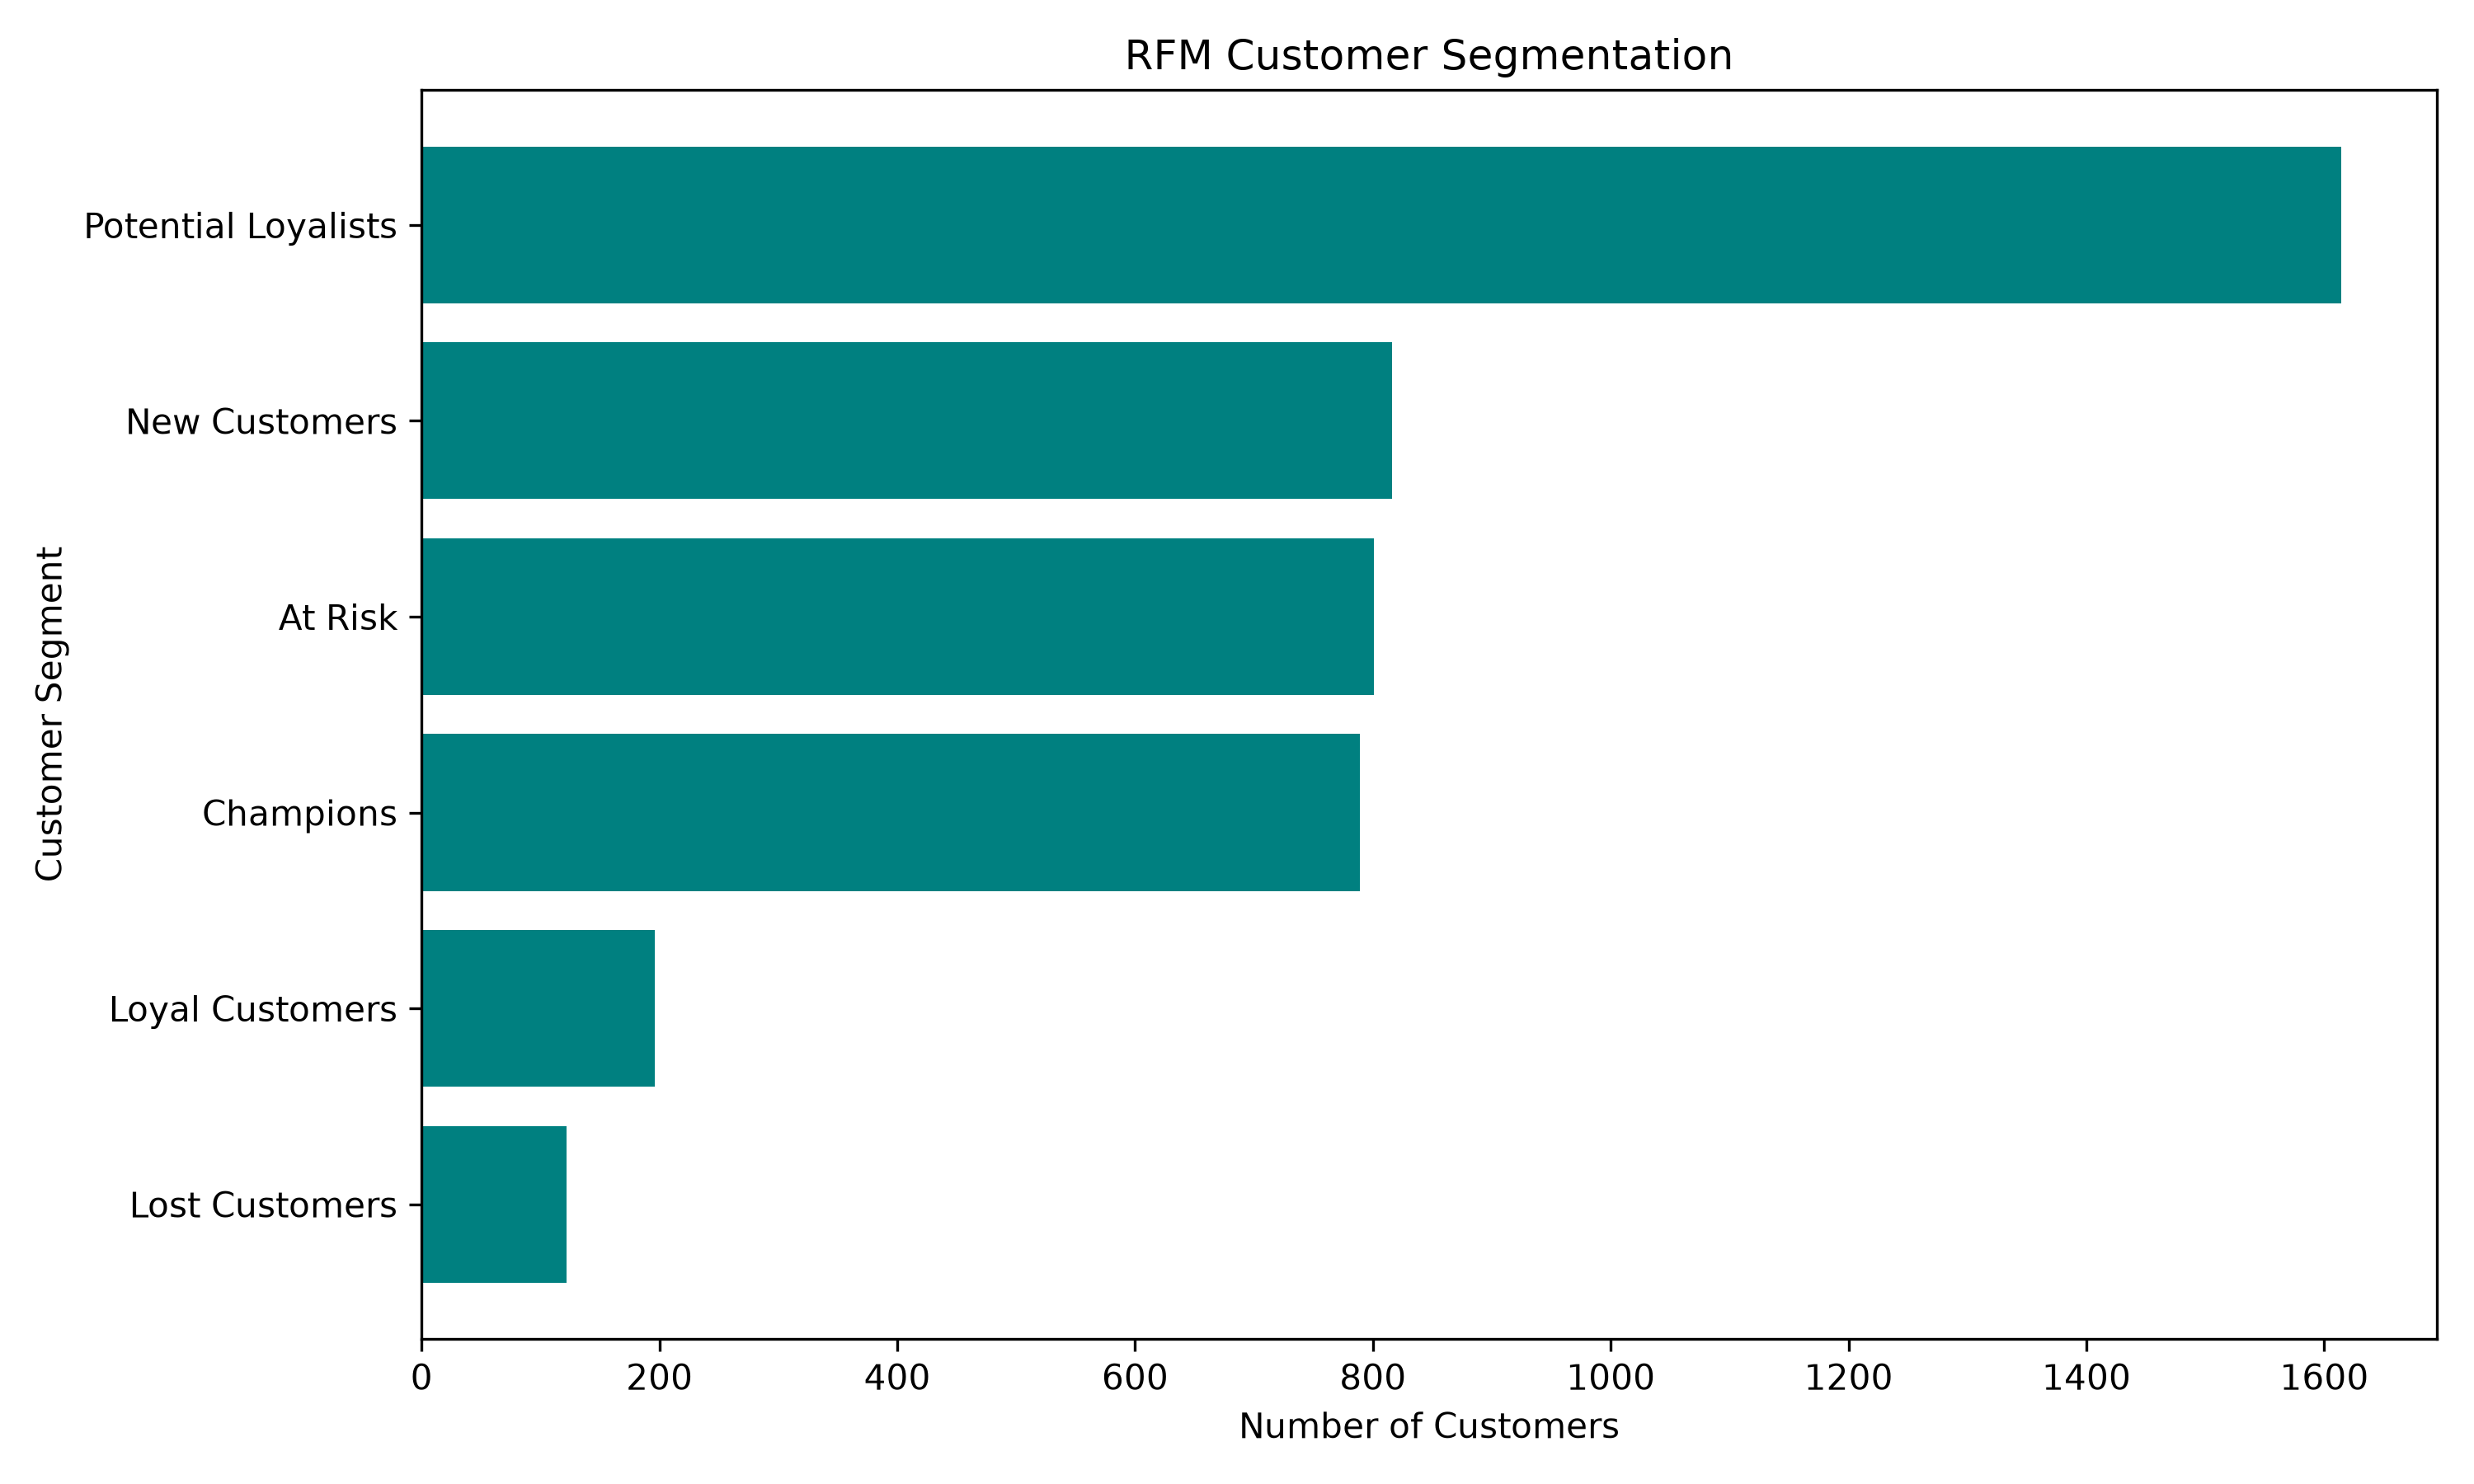 RFM Customer Segmentation
Customer Segment
Potential Loyalists
New Customers
At Risk
Champions
Loyal Customers
Lost Customers
0 200 400 600 800 1000 1200 1400 1600
Number of Customers